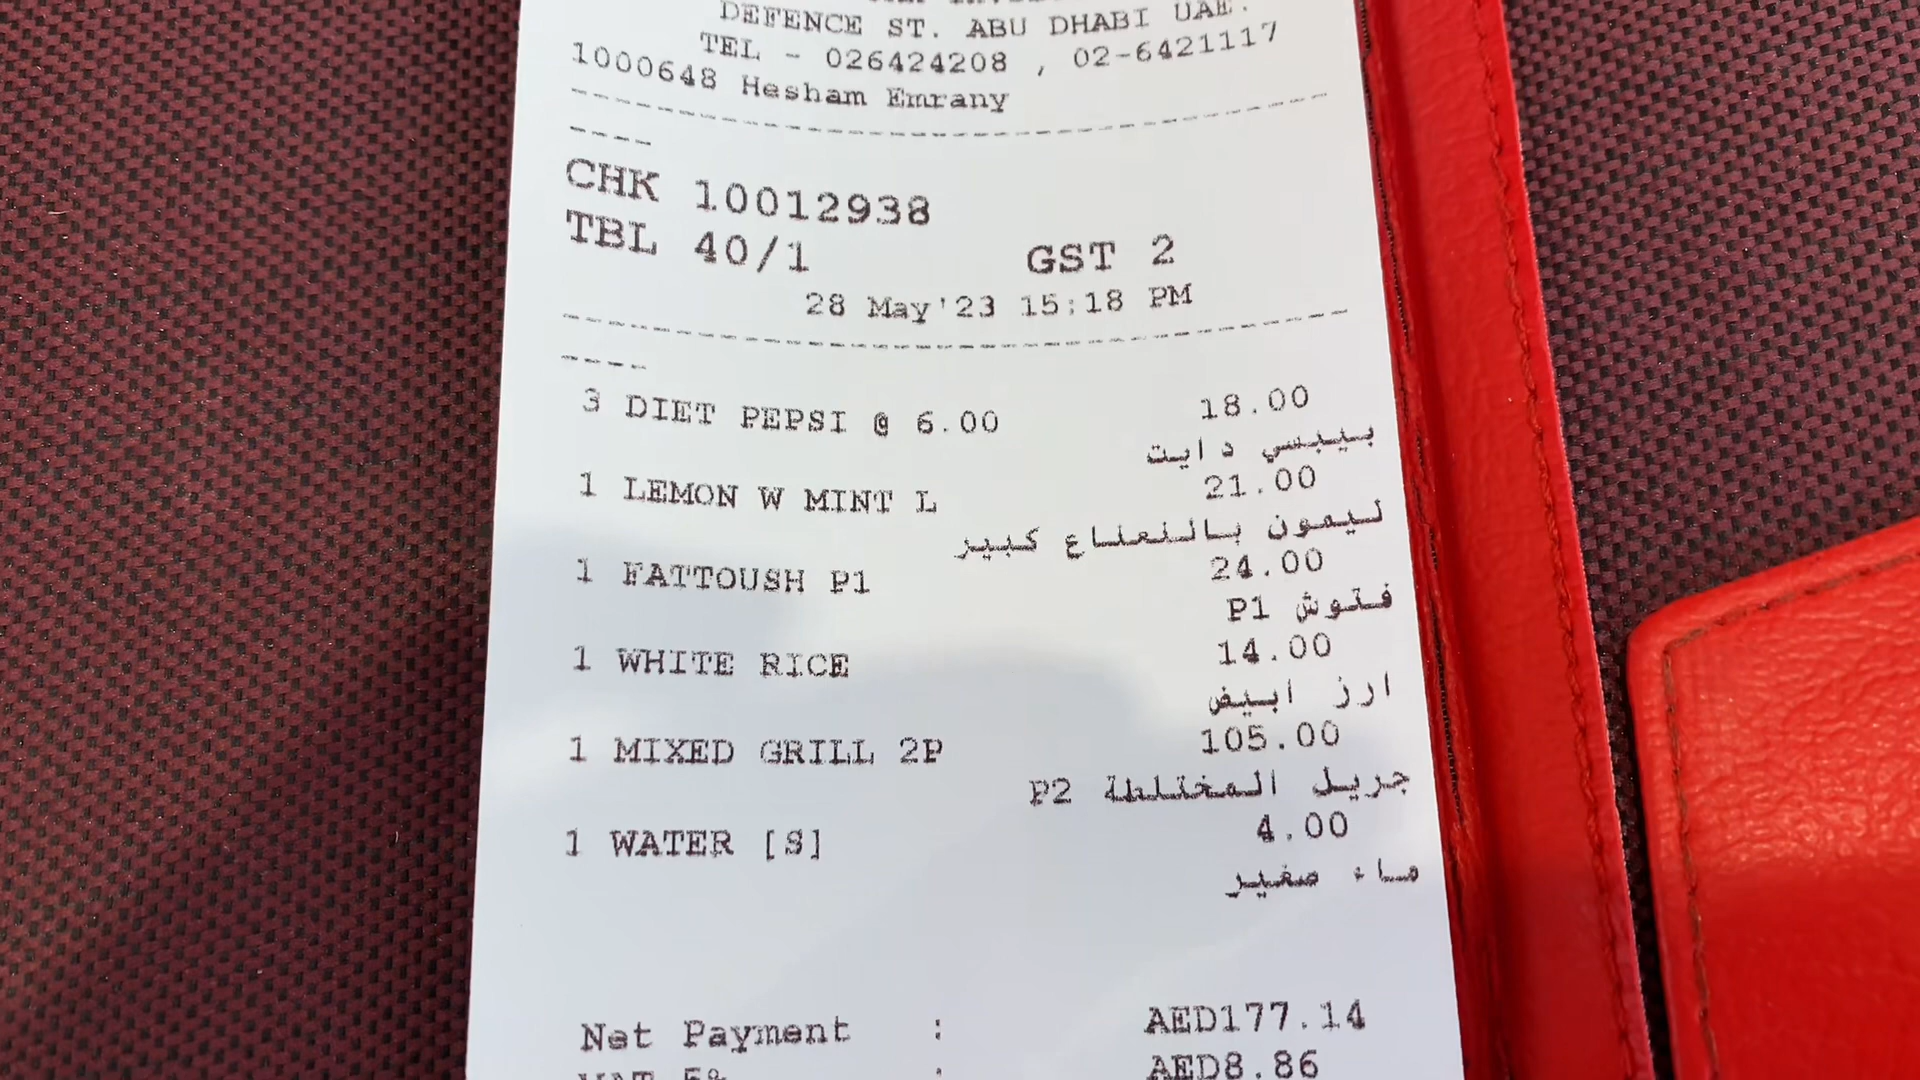 DEFENCE ST. ABU DHABI UAE.
TEL - 026424208 , 02-6421117
1000648 Hesham Emrany
CHK 10012938
TBL 40/1 GST 2
28 May'23 15:18 PM
3 DIET PEPSI @ 6.00 18.00
بيبسي دايت
1 LEMON W MINT L 21.00
ليمون بالنعناع كبير
1 FATTOUSH P1 24.00
فتوش P1
1 WHITE RICE 14.00
ارز ابيض
1 MIXED GRILL 2P 105.00
جريل المختلطة P2
1 WATER [S] 4.00
ماء صغير
Net Payment : AED177.14
VAT 5% : AED8.86